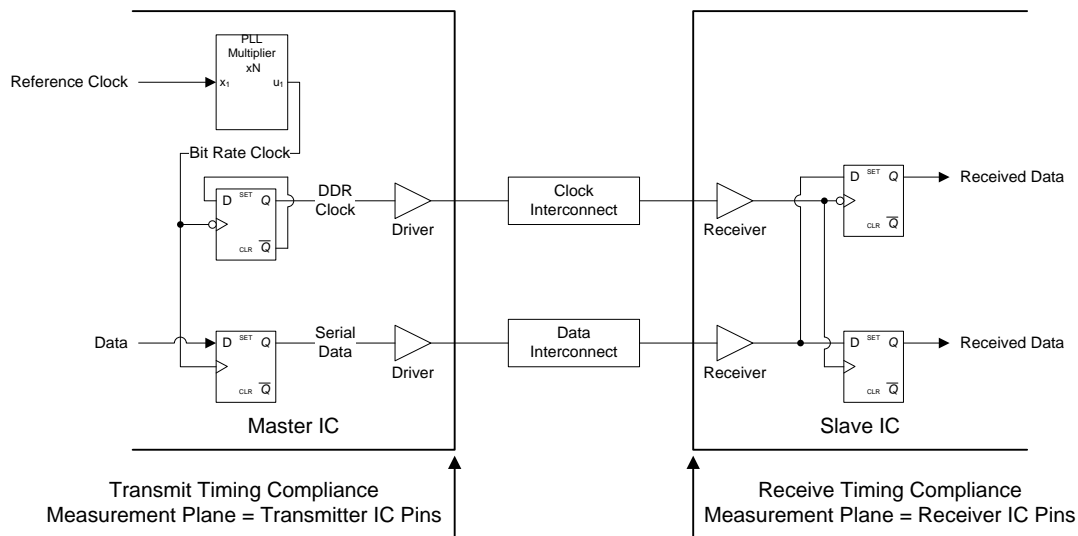 PLL
Multiplier
xN
Reference Clock
x1
u1
Bit Rate Clock
D
SET
Q
CLR
Q
DDR
Clock
Driver
Clock
Interconnect
Receiver
D
SET
Q
CLR
Q
Received Data
Data
D
SET
Q
CLR
Q
Serial
Data
Driver
Data
Interconnect
Receiver
D
SET
Q
CLR
Q
Received Data
Master IC
Slave IC
Transmit Timing Compliance
Measurement Plane = Transmitter IC Pins
Receive Timing Compliance
Measurement Plane = Receiver IC Pins